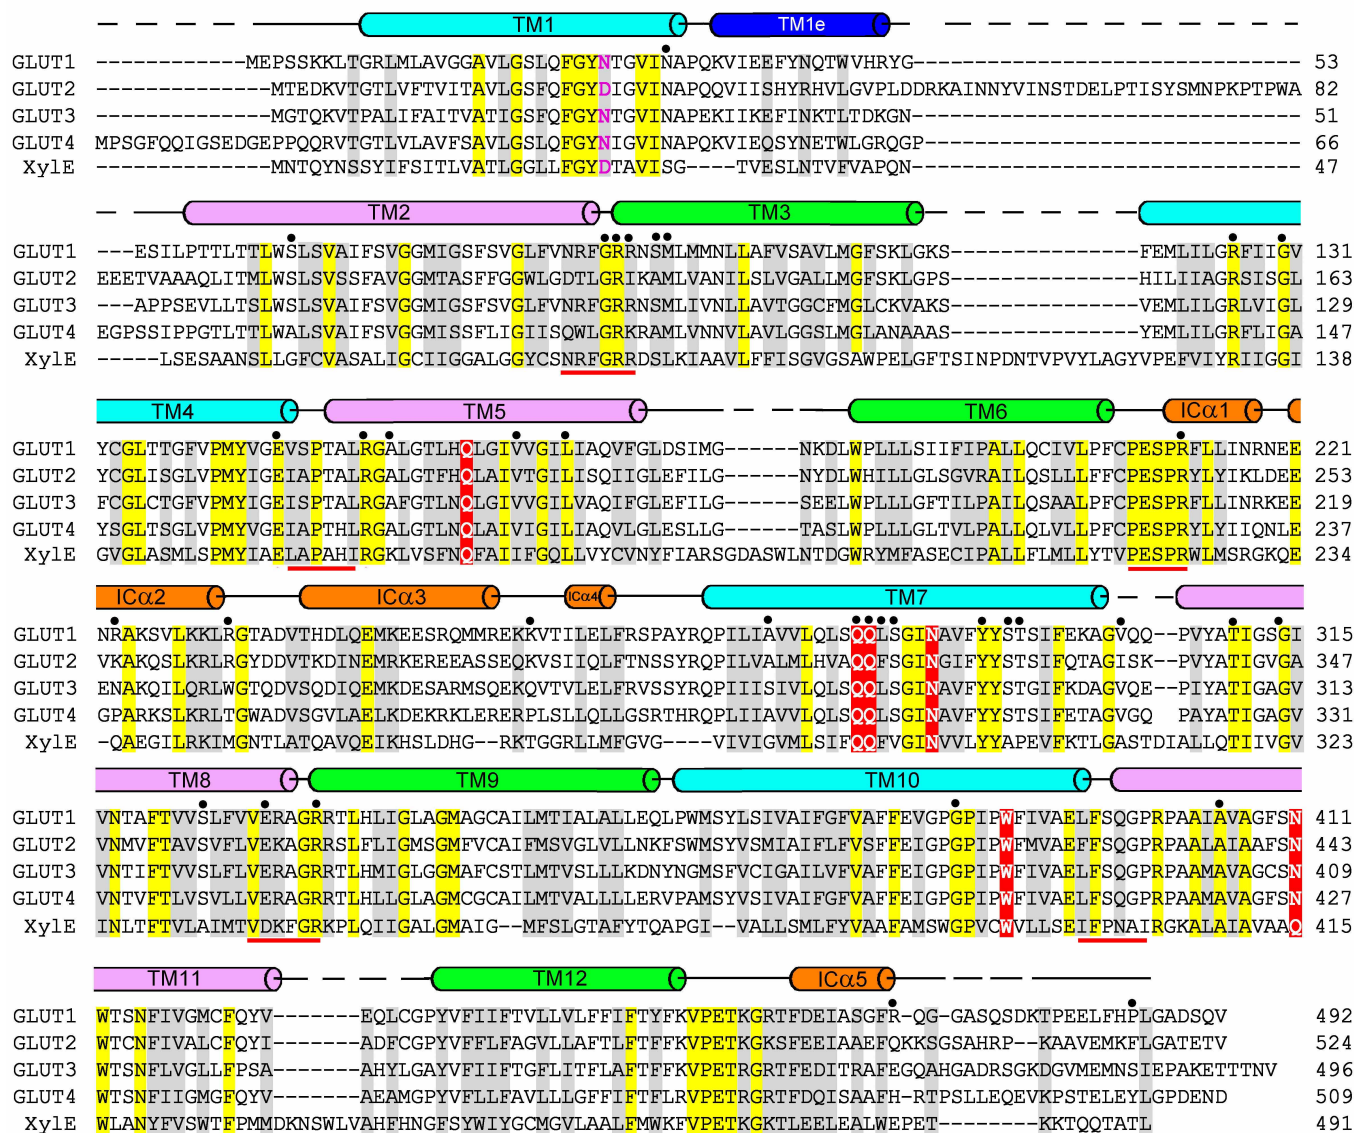 TM1 TM1e
GLUT1 ------------MEPSSKKLTGRLMLAVGGAVLGSLQFGYNTGVINAPQKVIEEFYNQTWVHRYG-------------------------------- 53
GLUT2 --------------MTEDKVTGTLVFTVITAVLGSFQFGYDIGVINAPQQVIISHYRHVLGVPLDDRKAINNYVINSTDELPTISYSMNPKPTPWA 82
GLUT3 --------------MGTQKVTPALIFAITVATIGSFQFGYNTGVINAPEKIIKEFINKTLTDKGN-------------------------------- 51
GLUT4 MPSGFQQIGSEDGEPPQQRVTGTLVLAVFSAVLGSLQFGYNIGVINAPQKVIEQSYNETWLGRQGP------------------------------- 66
XylE --------------MNTQYNSSYIFSITLVATLGGLLFGYDTAVISG----TVESLNTVFVAPQN-------------------------------- 47
TM2 TM3
GLUT1 ---ESILPTTLTTLWSLSVAIFSVGGMIGSFSVGLFVNRFGRRNSMLMMNLLAFVSAVLMGFSKLGKS---------------FEMLILGRFIIGV 131
GLUT2 EEETVAAAQLITMLWSLSVSSFAVGGMTASFFGGWLGDTLGRIKAMLVANILSLVGALLMGFSKLGPS---------------HILIIAGRSISGL 163
GLUT3 ---APPSEVLLTSLWSLSVAIFSVGGMIGSFSVGLFVNRFGRRNSMLIVNLLAVTGGCFMGLCKVAKS---------------VEMLILGRLVIGL 129
GLUT4 EGPSSIPPGTLTTLWALSVAIFSVGGMISSFLIGIISQWLGRKRAMLVNNVLAVLGGSLMGLANAAAS---------------YEMLILGRFLIGA 147
XylE -----LSESAANSLLGFCVASALIGCIIGGALGGYCSNRFGRRDSLKIAAVLFFISGVGSAWPELGFTSINPDNTVPVYLAGYVPEFVIYRIIGGI 138
TM4 TM5 TM6 ICα1
GLUT1 YCGLTTGFVPMYVGEVSPTALRGALGTLHQLGIVVGILIAQVFGLDSIMG------NKDLWPLLLSIIFIPALLQCIVLPFCPESPRFLLINRNEE 221
GLUT2 YCGLISGLVPMYIGEIAPTALRGALGTFHQLAIVTGILISQIIGLEFILG------NYDLWHILLGLSGVRAILQSLLLFFCPESPRYLYIKLDEE 253
GLUT3 FCGLCTGFVPMYIGEISPTALRGAFGTLNQLGIVVGILVAQIFGLEFILG------SEELWPLLLGFTILPAILQSAALPFCPESPRFLLINRKEE 219
GLUT4 YSGLTSGLVPMYVGEIAPTHLRGALGTLNQLAIVIGILIAQVLGLESLLG------TASLWPLLLGLTVLPALLQLVLLPFCPESPRYLYIIQNLE 237
XylE GVGLASMLSPMYIAELAPAHIRGKLVSFNQFAIIFGQLLVYCVNYFIARSGDASWLNTDGWRYMFASECIPALLFLMLLYTVPESPRWLMSRGKQE 234
ICα2 ICα3 ICα4 TM7
GLUT1 NRAKSVLKKLRGTADVTHDLQEMKEESRQMMREKKVTILELFRSPAYRQPILIAVVLQLSQQLSGINAVFYYSTSIFEKAGVQQ--PVYATIGSGI 315
GLUT2 VKAKQSLKRLRGYDDVTKDINEMRKEREEASSEQKVSIIQLFTNSSYRQPILVALMLHVAQQFSGINGIFYYSTSIFQTAGISK--PVYATIGVGA 347
GLUT3 ENAKQILQRLWGTQDVSQDIQEMKDESARMSQEKQVTVLELFRVSSYRQPIIISIVLQLSQQLSGINAVFYYSTGIFKDAGVQE--PIYATIGAGV 313
GLUT4 GPARKSLKRLTGWADVSGVLAELKDEKRKLERERPLSLLQLLGSRTHRQPLIIAVVLQLSQQLSGINAVFYYSTSIFETAGVGQ PAYATIGAGV 331
XylE -QAEGILRKIMGNTLATQAVQEIKHSLDHG--RKTGGRLLMFGVG---VIVIGVMLSIFQQFVGINVVLYYAPEVFKTLGASTDIALLQTIIVGV 323
TM8 TM9 TM10
GLUT1 VNTAFTVVSLFVVERAGRRTLHLIGLAGMAGCAILMTIALALLEQLPWMSYLSIVAIFGFVAFFEVGPGPIPWFIVAELFSQGPRPAAIAVAGFSN 411
GLUT2 VNMVFTAVSVFLVEKAGRRSLFLIGMSGMFVCAIFMSVGLVLLNKFSWMSYVSMIAIFLFVSFFEIGPGPIPWFMVAEFFSQGPRPAALAIAAFSN 443
GLUT3 VNTIFTVVSLFLVERAGRRTLHMIGLGGMAFCSTLMTVSLLLKDNYNGMSFVCIGAILVFVAFFEIGPGPIPWFIVAELFSQGPRPAAMAVAGCSN 409
GLUT4 VNTVFTLVSVLLVERAGRRTLHLLGLAGMCGCAILMTVALLLLERVPAMSYVSIVAIFGFVAFFEIGPGPIPWFIVAELFSQGPRPAAMAVAGFSN 427
XylE INLTFTVLAIMTVDKFGRKPLQIIGALGMAIG--MFSLGTAFYTQAPGI--VALLSMLFYVAAFAMSWGPVCWVLLSEIFPNAIRGKALAIAVAAQ 415
TM11 TM12 ICα5
GLUT1 WTSNFIVGMCFQYV-------EQLCGPYVFIIFTVLLVLFFIFTYFKVPETKGRTFDEIASGFR-QG-GASQSDKTPEELFHPLGADSQV 492
GLUT2 WTCNFIVALCFQYI-------ADFCGPYVFFLFAGVLLAFTLFTFFKVPETKGKSFEEIAAEFQKKSGSAHRP-KAAVEMKFLGATETV 524
GLUT3 WTSNFLVGLLFPSA-------AHYLGAYVFIIFTGFLITFLAFTFFKVPETRGRTFEDITRAFEGQAHGADRSGKDGVMEMNSIEPAKETTTNV 496
GLUT4 WTSNFIIGMGFQYV-------AEAMGPYVFLLFAVLLLGFFIFTFLRVPETRGRTFDQISAAFH-RTPSLLEQEVKPSTELEYLGPDEND 509
XylE WLANYFVSWTFPMMDKNSWLVAHFHNGFSYWIYGCMGVLAALFMWKFVPETKGKTLEELEALWEPET-------KKTQQTATL 491